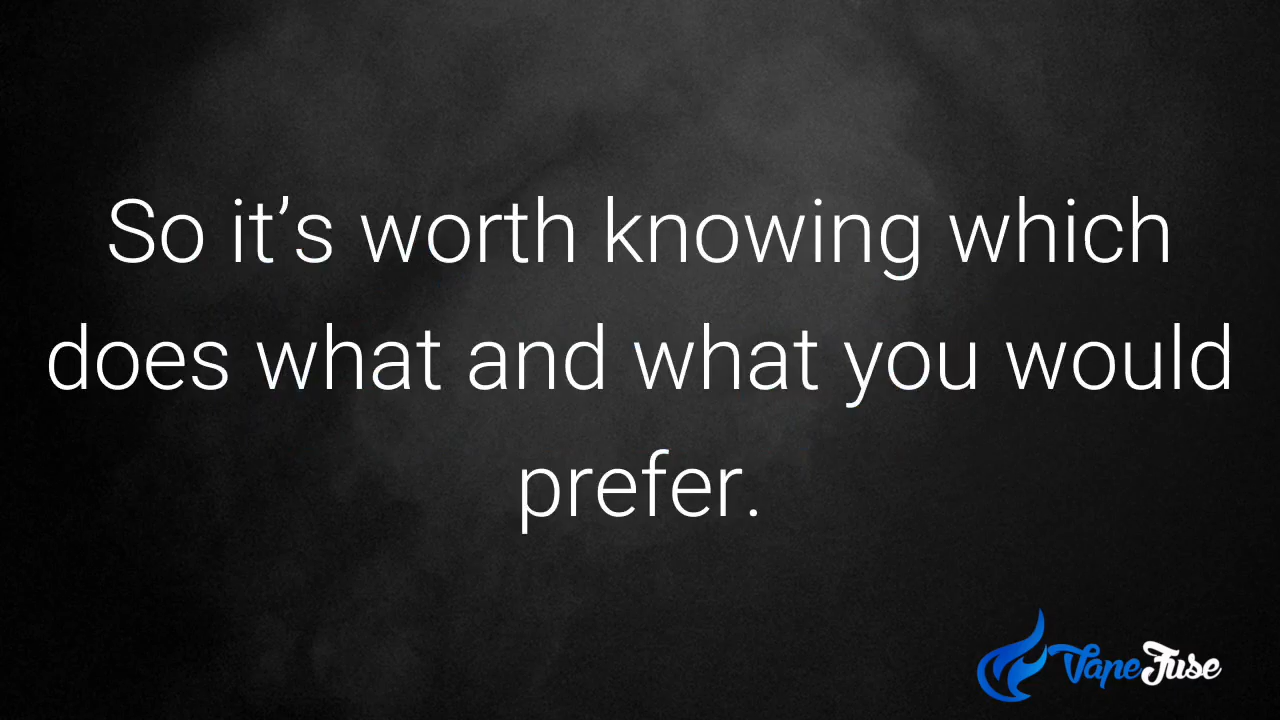 So it’s worth knowing which
does what and what you would
prefer.
VapeFuse